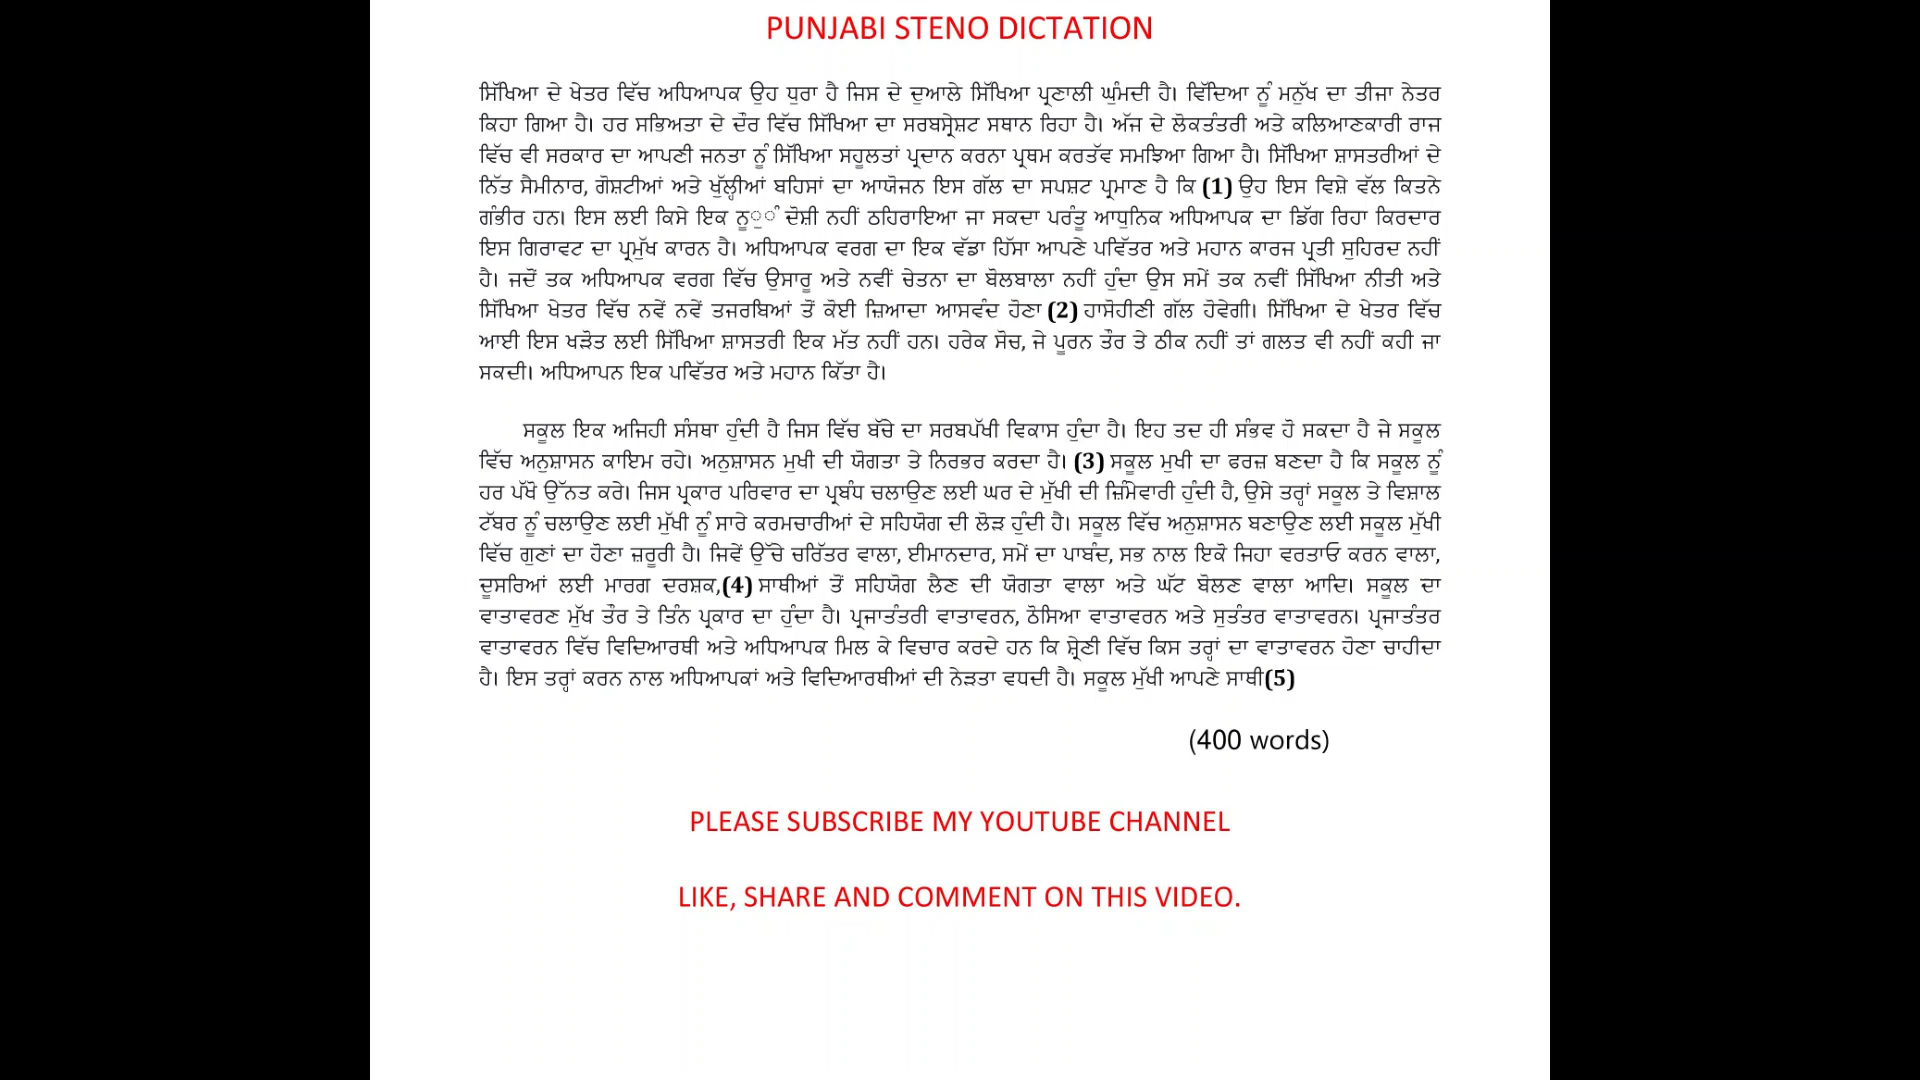 PUNJABI STENO DICTATION
ਸਿੱਖਿਆ ਦੇ ਖੇਤਰ ਵਿੱਚ ਅਧਿਆਪਕ ਉਹ ਧੁਰਾ ਹੈ ਜਿਸ ਦੇ ਦੁਆਲੇ ਸਿੱਖਿਆ ਪ੍ਰਣਾਲੀ ਘੁੰਮਦੀ ਹੈ। ਵਿੱਦਿਆ ਨੂੰ ਮਨੁੱਖ ਦਾ ਤੀਜਾ ਨੇਤਰ
ਕਿਹਾ ਗਿਆ ਹੈ। ਹਰ ਸਭਿਅਤਾ ਦੇ ਦੌਰ ਵਿੱਚ ਸਿੱਖਿਆ ਦਾ ਸਰਬਸ੍ਰੇਸ਼ਟ ਸਥਾਨ ਰਿਹਾ ਹੈ। ਅੱਜ ਦੇ ਲੋਕਤੰਤਰੀ ਅਤੇ ਕਲਿਆਣਕਾਰੀ ਰਾਜ
ਵਿੱਚ ਵੀ ਸਰਕਾਰ ਦਾ ਆਪਣੀ ਜਨਤਾ ਨੂੰ ਸਿੱਖਿਆ ਸਹੂਲਤਾਂ ਪ੍ਰਦਾਨ ਕਰਨਾ ਪ੍ਰਥਮ ਕਰਤੱਵ ਸਮਝਿਆ ਗਿਆ ਹੈ। ਸਿੱਖਿਆ ਸ਼ਾਸਤਰੀਆਂ ਦੇ
ਨਿੱਤ ਸੈਮੀਨਾਰ, ਗੋਸ਼ਟੀਆਂ ਅਤੇ ਖੁੱਲ੍ਹੀਆਂ ਬਹਿਸਾਂ ਦਾ ਆਯੋਜਨ ਇਸ ਗੱਲ ਦਾ ਸਪਸ਼ਟ ਪ੍ਰਮਾਣ ਹੈ ਕਿ (1) ਉਹ ਇਸ ਵਿਸ਼ੇ ਵੱਲ ਕਿਤਨੇ
ਗੰਭੀਰ ਹਨ। ਇਸ ਲਈ ਕਿਸੇ ਇਕ ਨੂੁੰ ਦੋਸ਼ੀ ਨਹੀਂ ਠਹਿਰਾਇਆ ਜਾ ਸਕਦਾ ਪਰੰਤੂ ਆਧੁਨਿਕ ਅਧਿਆਪਕ ਦਾ ਡਿੱਗ ਰਿਹਾ ਕਿਰਦਾਰ
ਇਸ ਗਿਰਾਵਟ ਦਾ ਪ੍ਰਮੁੱਖ ਕਾਰਨ ਹੈ। ਅਧਿਆਪਕ ਵਰਗ ਦਾ ਇਕ ਵੱਡਾ ਹਿੱਸਾ ਆਪਣੇ ਪਵਿੱਤਰ ਅਤੇ ਮਹਾਨ ਕਾਰਜ ਪ੍ਰਤੀ ਸੁਹਿਰਦ ਨਹੀਂ
ਹੈ। ਜਦੋਂ ਤਕ ਅਧਿਆਪਕ ਵਰਗ ਵਿੱਚ ਉਸਾਰੂ ਅਤੇ ਨਵੀਂ ਚੇਤਨਾ ਦਾ ਬੋਲਬਾਲਾ ਨਹੀਂ ਹੁੰਦਾ ਉਸ ਸਮੇਂ ਤਕ ਨਵੀਂ ਸਿੱਖਿਆ ਨੀਤੀ ਅਤੇ
ਸਿੱਖਿਆ ਖੇਤਰ ਵਿੱਚ ਨਵੇਂ ਨਵੇਂ ਤਜਰਬਿਆਂ ਤੋਂ ਕੋਈ ਜ਼ਿਆਦਾ ਆਸਵੰਦ ਹੋਣਾ (2) ਹਾਸੋਹੀਣੀ ਗੱਲ ਹੋਵੇਗੀ। ਸਿੱਖਿਆ ਦੇ ਖੇਤਰ ਵਿੱਚ
ਆਈ ਇਸ ਖੜੋਤ ਲਈ ਸਿੱਖਿਆ ਸ਼ਾਸਤਰੀ ਇਕ ਮੱਤ ਨਹੀਂ ਹਨ। ਹਰੇਕ ਸੋਚ, ਜੇ ਪੂਰਨ ਤੌਰ ਤੇ ਠੀਕ ਨਹੀਂ ਤਾਂ ਗਲਤ ਵੀ ਨਹੀਂ ਕਹੀ ਜਾ
ਸਕਦੀ। ਅਧਿਆਪਨ ਇਕ ਪਵਿੱਤਰ ਅਤੇ ਮਹਾਨ ਕਿੱਤਾ ਹੈ।
ਸਕੂਲ ਇਕ ਅਜਿਹੀ ਸੰਸਥਾ ਹੁੰਦੀ ਹੈ ਜਿਸ ਵਿੱਚ ਬੱਚੇ ਦਾ ਸਰਬਪੱਖੀ ਵਿਕਾਸ ਹੁੰਦਾ ਹੈ। ਇਹ ਤਦ ਹੀ ਸੰਭਵ ਹੋ ਸਕਦਾ ਹੈ ਜੇ ਸਕੂਲ
ਵਿੱਚ ਅਨੁਸ਼ਾਸਨ ਕਾਇਮ ਰਹੇ। ਅਨੁਸ਼ਾਸਨ ਮੁਖੀ ਦੀ ਯੋਗਤਾ ਤੇ ਨਿਰਭਰ ਕਰਦਾ ਹੈ। (3) ਸਕੂਲ ਮੁਖੀ ਦਾ ਫਰਜ਼ ਬਣਦਾ ਹੈ ਕਿ ਸਕੂਲ ਨੂੰ
ਹਰ ਪੱਖੋ ਉੱਨਤ ਕਰੇ। ਜਿਸ ਪ੍ਰਕਾਰ ਪਰਿਵਾਰ ਦਾ ਪ੍ਰਬੰਧ ਚਲਾਉਣ ਲਈ ਘਰ ਦੇ ਮੁੱਖੀ ਦੀ ਜ਼ਿੰਮੇਵਾਰੀ ਹੁੰਦੀ ਹੈ, ਉਸੇ ਤਰ੍ਹਾਂ ਸਕੂਲ ਤੇ ਵਿਸ਼ਾਲ
ਟੱਬਰ ਨੂੰ ਚਲਾਉਣ ਲਈ ਮੁੱਖੀ ਨੂੰ ਸਾਰੇ ਕਰਮਚਾਰੀਆਂ ਦੇ ਸਹਿਯੋਗ ਦੀ ਲੋੜ ਹੁੰਦੀ ਹੈ। ਸਕੂਲ ਵਿੱਚ ਅਨੁਸ਼ਾਸਨ ਬਣਾਉਣ ਲਈ ਸਕੂਲ ਮੁੱਖੀ
ਵਿੱਚ ਗੁਣਾਂ ਦਾ ਹੋਣਾ ਜ਼ਰੂਰੀ ਹੈ। ਜਿਵੇਂ ਉੱਚੇ ਚਰਿੱਤਰ ਵਾਲਾ, ਈਮਾਨਦਾਰ, ਸਮੇਂ ਦਾ ਪਾਬੰਦ, ਸਭ ਨਾਲ ਇਕੋ ਜਿਹਾ ਵਰਤਾਓ ਕਰਨ ਵਾਲਾ,
ਦੂਸਰਿਆਂ ਲਈ ਮਾਰਗ ਦਰਸ਼ਕ,(4) ਸਾਥੀਆਂ ਤੋਂ ਸਹਿਯੋਗ ਲੈਣ ਦੀ ਯੋਗਤਾ ਵਾਲਾ ਅਤੇ ਘੱਟ ਬੋਲਣ ਵਾਲਾ ਆਦਿ। ਸਕੂਲ ਦਾ
ਵਾਤਾਵਰਣ ਮੁੱਖ ਤੌਰ ਤੇ ਤਿੰਨ ਪ੍ਰਕਾਰ ਦਾ ਹੁੰਦਾ ਹੈ। ਪ੍ਰਜਾਤੰਤਰੀ ਵਾਤਾਵਰਨ, ਠੋਸਿਆ ਵਾਤਾਵਰਨ ਅਤੇ ਸੁਤੰਤਰ ਵਾਤਾਵਰਨ। ਪ੍ਰਜਾਤੰਤਰ
ਵਾਤਾਵਰਨ ਵਿੱਚ ਵਿਦਿਆਰਥੀ ਅਤੇ ਅਧਿਆਪਕ ਮਿਲ ਕੇ ਵਿਚਾਰ ਕਰਦੇ ਹਨ ਕਿ ਸ਼੍ਰੇਣੀ ਵਿੱਚ ਕਿਸ ਤਰ੍ਹਾਂ ਦਾ ਵਾਤਾਵਰਨ ਹੋਣਾ ਚਾਹੀਦਾ
ਹੈ। ਇਸ ਤਰ੍ਹਾਂ ਕਰਨ ਨਾਲ ਅਧਿਆਪਕਾਂ ਅਤੇ ਵਿਦਿਆਰਥੀਆਂ ਦੀ ਨੇੜਤਾ ਵਧਦੀ ਹੈ। ਸਕੂਲ ਮੁੱਖੀ ਆਪਣੇ ਸਾਥੀ(5)
(400 words)
PLEASE SUBSCRIBE MY YOUTUBE CHANNEL
LIKE, SHARE AND COMMENT ON THIS VIDEO.